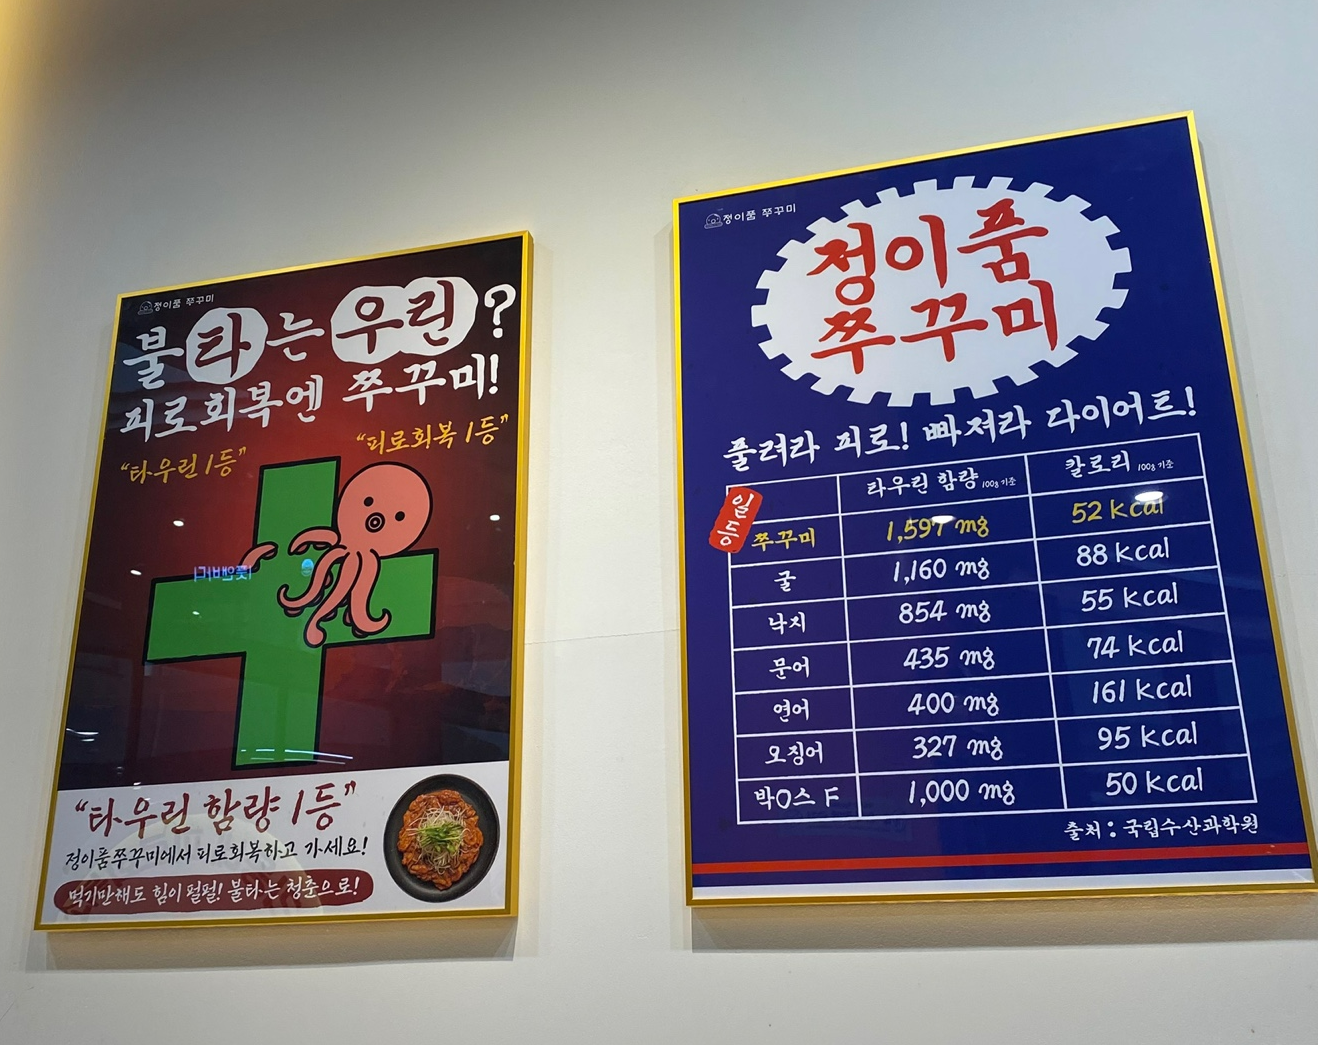 정이품 쭈꾸미
불타는 우린?
피로회복엔 쭈꾸미!
"타우린 1등"
"피로회복 1등"
"타우린 함량 1등"
정이품쭈꾸미에서 피로회복하고 가세요!
먹기만해도 힘이 펄펄! 불타는 청춘으로!
정이품 쭈꾸미
정이품
쭈꾸미
풀려라 피로! 빠져라 다이어트!
타우린 함량 100g 기준 칼로리 100g 기준
일등
쭈꾸미 1,597 mg 52 kcal
굴 1,160 mg 88 kcal
낙지 854 mg 55 kcal
문어 435 mg 74 kcal
연어 400 mg 161 kcal
오징어 327 mg 95 kcal
박O스 F 1,000 mg 50 kcal
출처 : 국립수산과학원